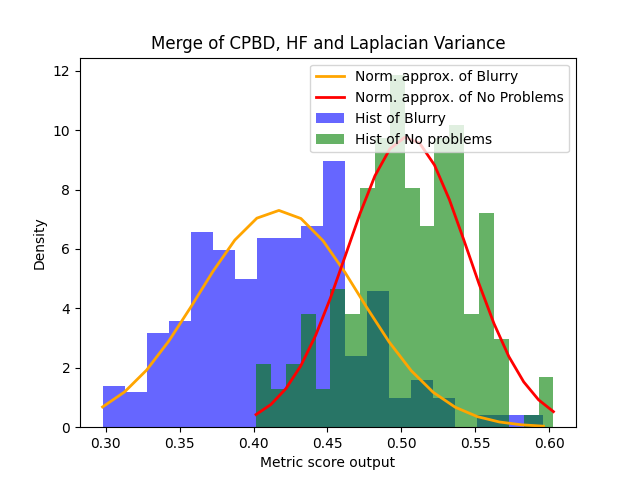 Merge of CPBD, HF and Laplacian Variance
Norm. approx. of Blurry
Norm. approx. of No Problems
Hist of Blurry
Hist of No problems
Density
12
10
8
6
4
2
0
0.30 0.35 0.40 0.45 0.50 0.55 0.60
Metric score output